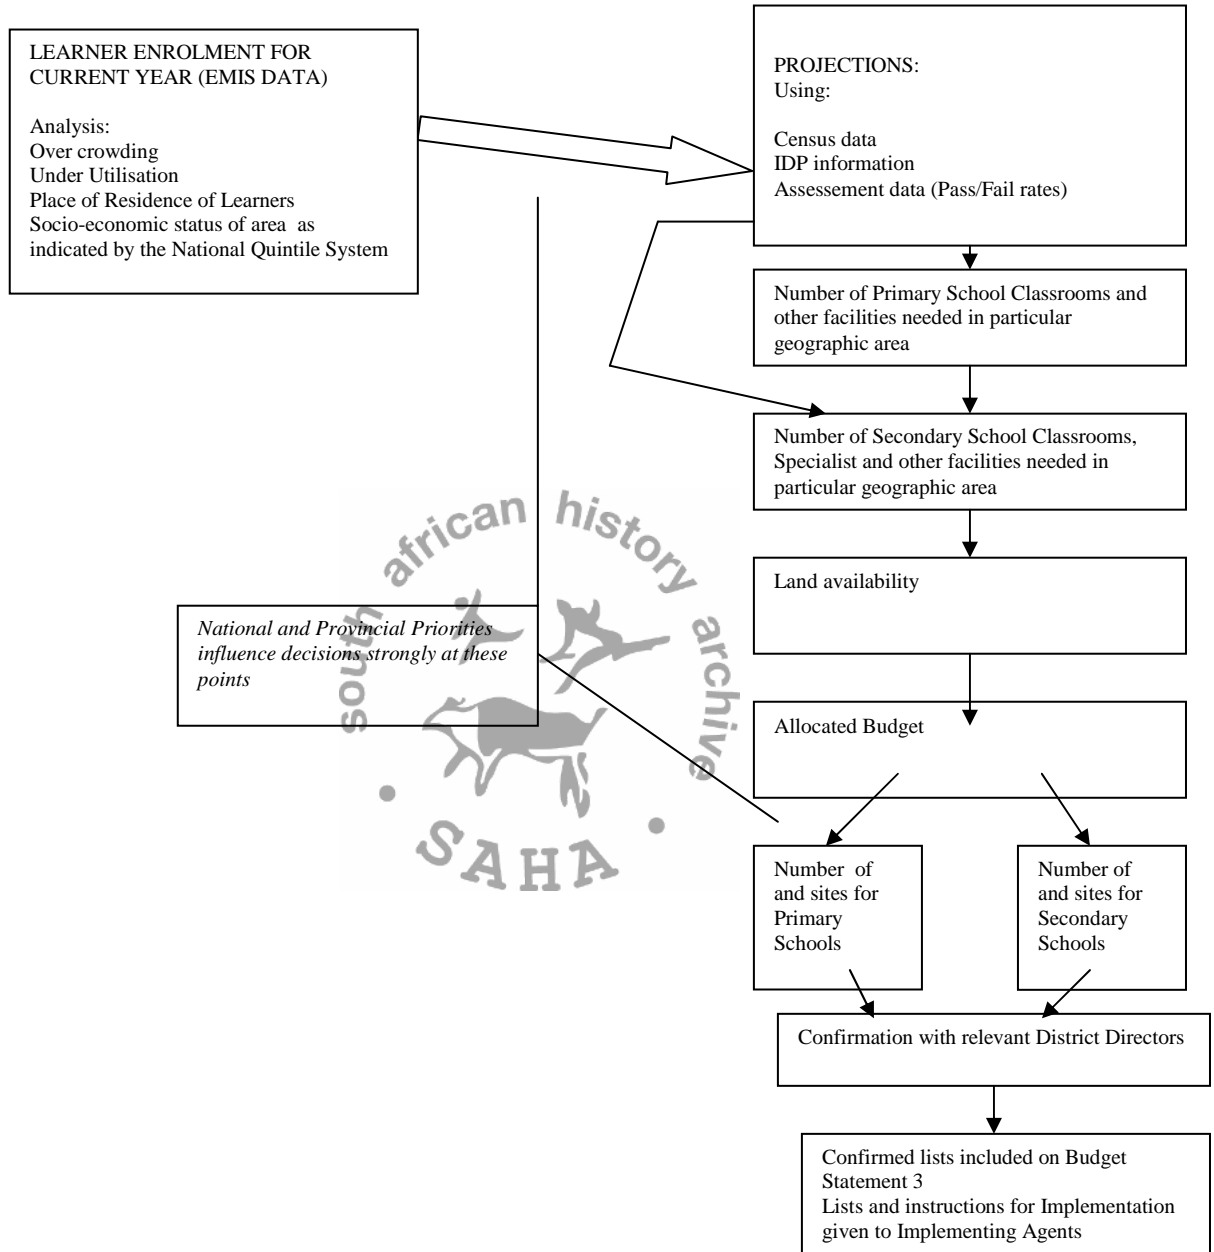 LEARNER ENROLMENT FOR
CURRENT YEAR (EMIS DATA)
Analysis:
Over crowding
Under Utilisation
Place of Residence of Learners
Socio-economic status of area as
indicated by the National Quintile System
PROJECTIONS:
Using:
Census data
IDP information
Assessement data (Pass/Fail rates)
Number of Primary School Classrooms and
other facilities needed in particular
geographic area
Number of Secondary School Classrooms,
Specialist and other facilities needed in
particular geographic area
Land availability
National and Provincial Priorities
influence decisions strongly at these
points
Allocated Budget
Number of
and sites for
Primary
Schools
Number of
and sites for
Secondary
Schools
Confirmation with relevant District Directors
Confirmed lists included on Budget
Statement 3
Lists and instructions for Implementation
given to Implementing Agents
south african history archive
SAHA